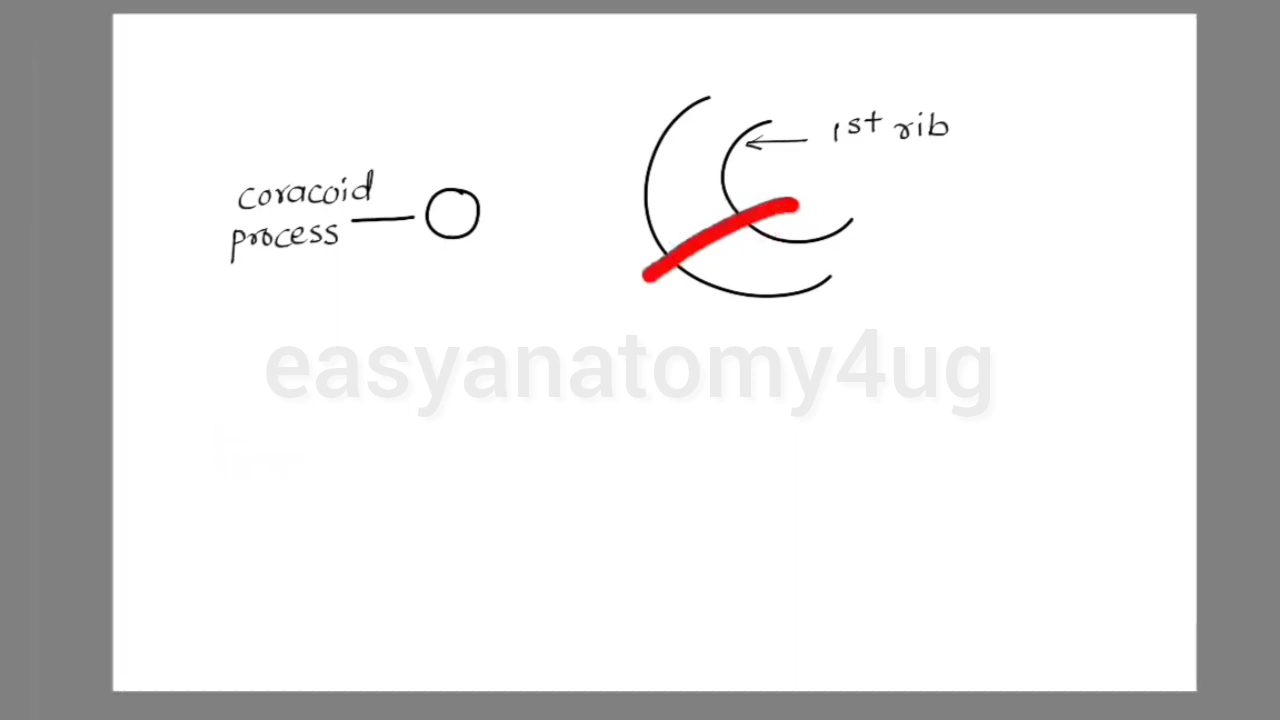 1st rib
coracoid
process
easyanatomy4ug